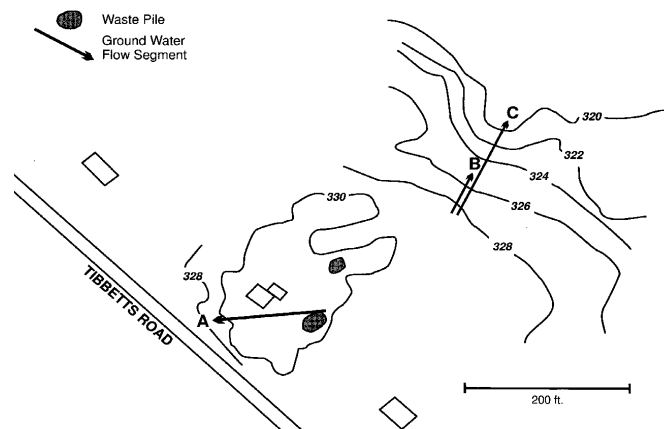 Waste Pile
Ground Water
Flow Segment
C
320
322
B
324
330
326
328
328
A
TIBBETTS ROAD
200 ft.